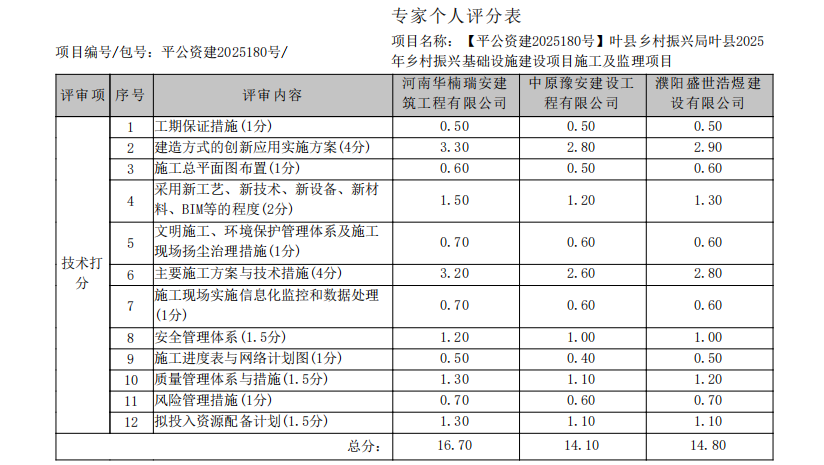 专家个人评分表
项目编号/包号：平公资建2025180号/
项目名称：【平公资建2025180号】叶县乡村振兴局叶县2025
年乡村振兴基础设施建设项目施工及监理项目
评审项 序号 评审内容 河南华楠瑞安建 中原豫安建设工 濮阳盛世浩煜建
筑工程有限公司 程有限公司 设有限公司
技术打
分
1 工期保证措施(1分) 0.50 0.50 0.50
2 建造方式的创新应用实施方案(4分) 3.30 2.80 2.90
3 施工总平面图布置(1分) 0.60 0.50 0.60
4 采用新工艺、新技术、新设备、新材
料、BIM等的程度(2分) 1.50 1.20 1.30
5 文明施工、环境保护管理体系及施工
现场扬尘治理措施(1分) 0.70 0.60 0.60
6 主要施工方案与技术措施(4分) 3.20 2.60 2.80
7 施工现场实施信息化监控和数据处理
(1分) 0.70 0.60 0.60
8 安全管理体系(1.5分) 1.20 1.00 1.00
9 施工进度表与网络计划图(1分) 0.50 0.40 0.50
10 质量管理体系与措施(1.5分) 1.30 1.10 1.20
11 风险管理措施(1分) 0.70 0.60 0.70
12 拟投入资源配备计划(1.5分) 1.30 1.10 1.10
总分： 16.70 14.10 14.80